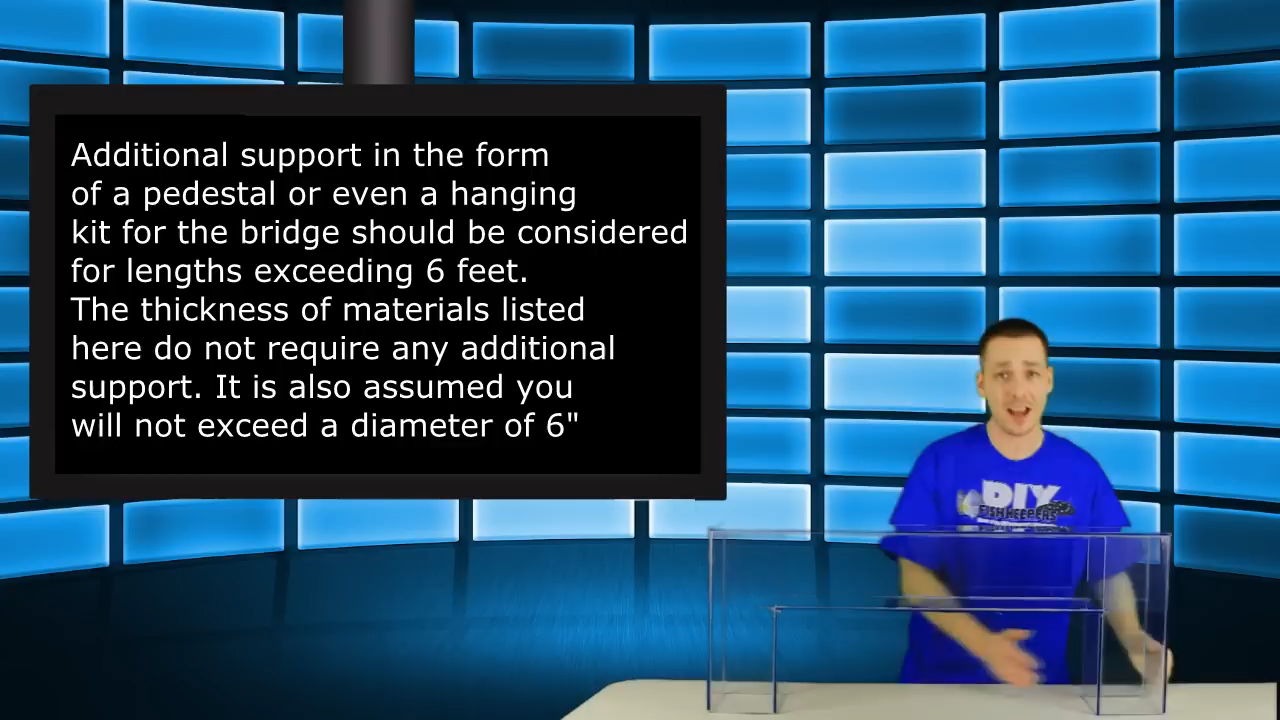 Additional support in the form
of a pedestal or even a hanging
kit for the bridge should be considered
for lengths exceeding 6 feet.
The thickness of materials listed
here do not require any additional
support. It is also assumed you
will not exceed a diameter of 6"
DIY
FISHKEEPERS